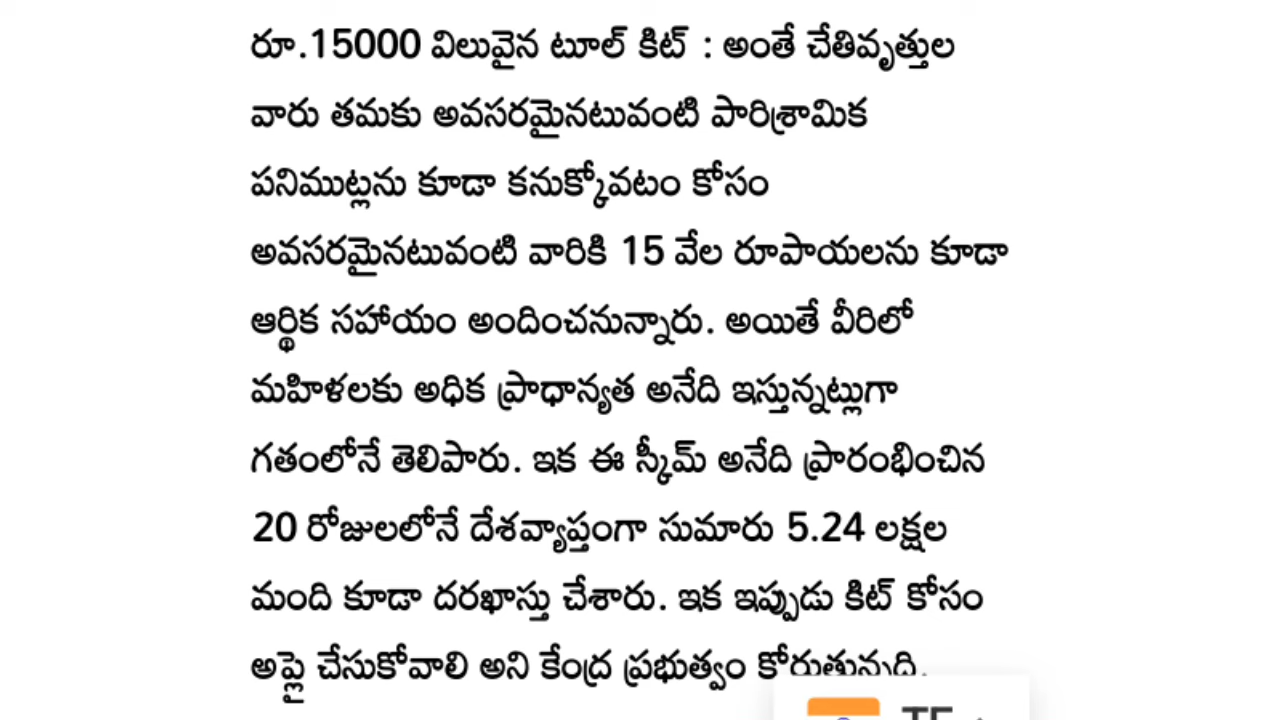 రూ.15000 విలువైన టూల్ కిట్ : అంతే చేతివృత్తుల
వారు తమకు అవసరమైనటువంటి పారిశ్రామిక
పనిముట్లను కూడా కనుక్కోవటం కోసం
అవసరమైనటువంటి వారికి 15 వేల రూపాయలను కూడా
ఆర్థిక సహాయం అందించనున్నారు. అయితే వీరిలో
మహిళలకు అధిక ప్రాధాన్యత అనేది ఇస్తున్నట్లుగా
గతంలోనే తెలిపారు. ఇక ఈ స్కీమ్ అనేది ప్రారంభించిన
20 రోజులలోనే దేశవ్యాప్తంగా సుమారు 5.24 లక్షల
మంది కూడా దరఖాస్తు చేశారు. ఇక ఇప్పుడు కిట్ కోసం
అప్లై చేసుకోవాలి అని కేంద్ర ప్రభుత్వం కోరుతున్నది.